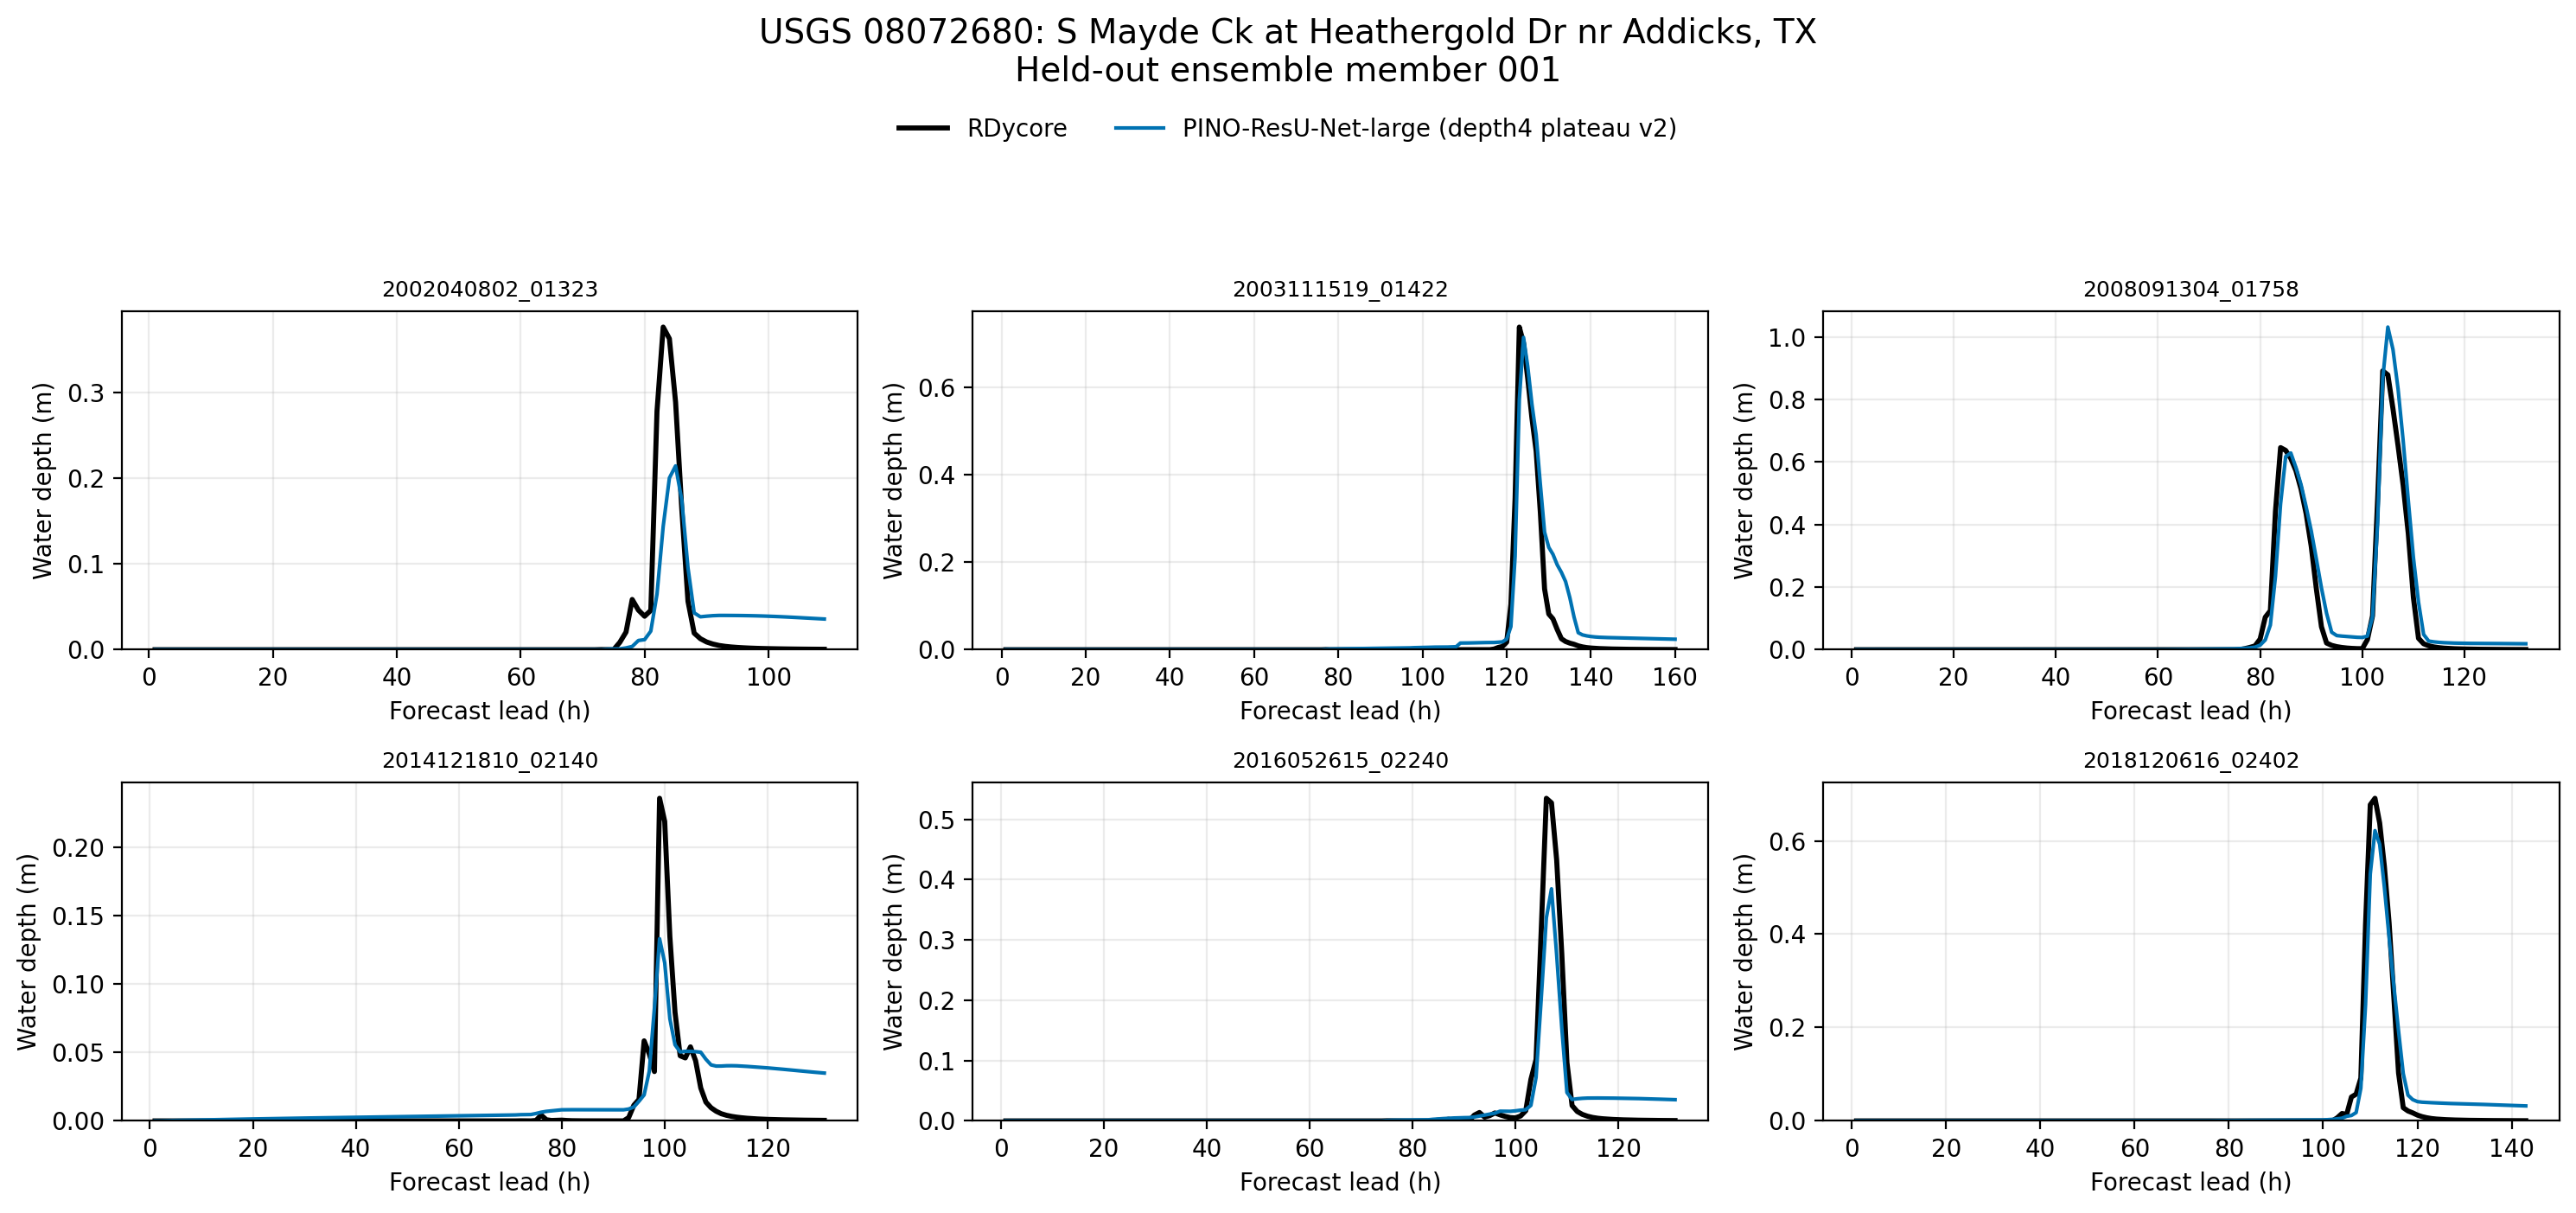 USGS 08072680: S Mayde Ck at Heathergold Dr nr Addicks, TX
Held-out ensemble member 001
RDycore
PINO-ResU-Net-large (depth4 plateau v2)
2002040802_01323
Water depth (m)
0.3
0.2
0.1
0.0
0 20 40 60 80 100
Forecast lead (h)
2003111519_01422
Water depth (m)
0.6
0.4
0.2
0.0
0 20 40 60 80 100 120 140 160
Forecast lead (h)
2008091304_01758
Water depth (m)
1.0
0.8
0.6
0.4
0.2
0.0
0 20 40 60 80 100 120
Forecast lead (h)
2014121810_02140
Water depth (m)
0.20
0.15
0.10
0.05
0.00
0 20 40 60 80 100 120
Forecast lead (h)
2016052615_02240
Water depth (m)
0.5
0.4
0.3
0.2
0.1
0.0
0 20 40 60 80 100 120
Forecast lead (h)
2018120616_02402
Water depth (m)
0.6
0.4
0.2
0.0
0 20 40 60 80 100 120 140
Forecast lead (h)